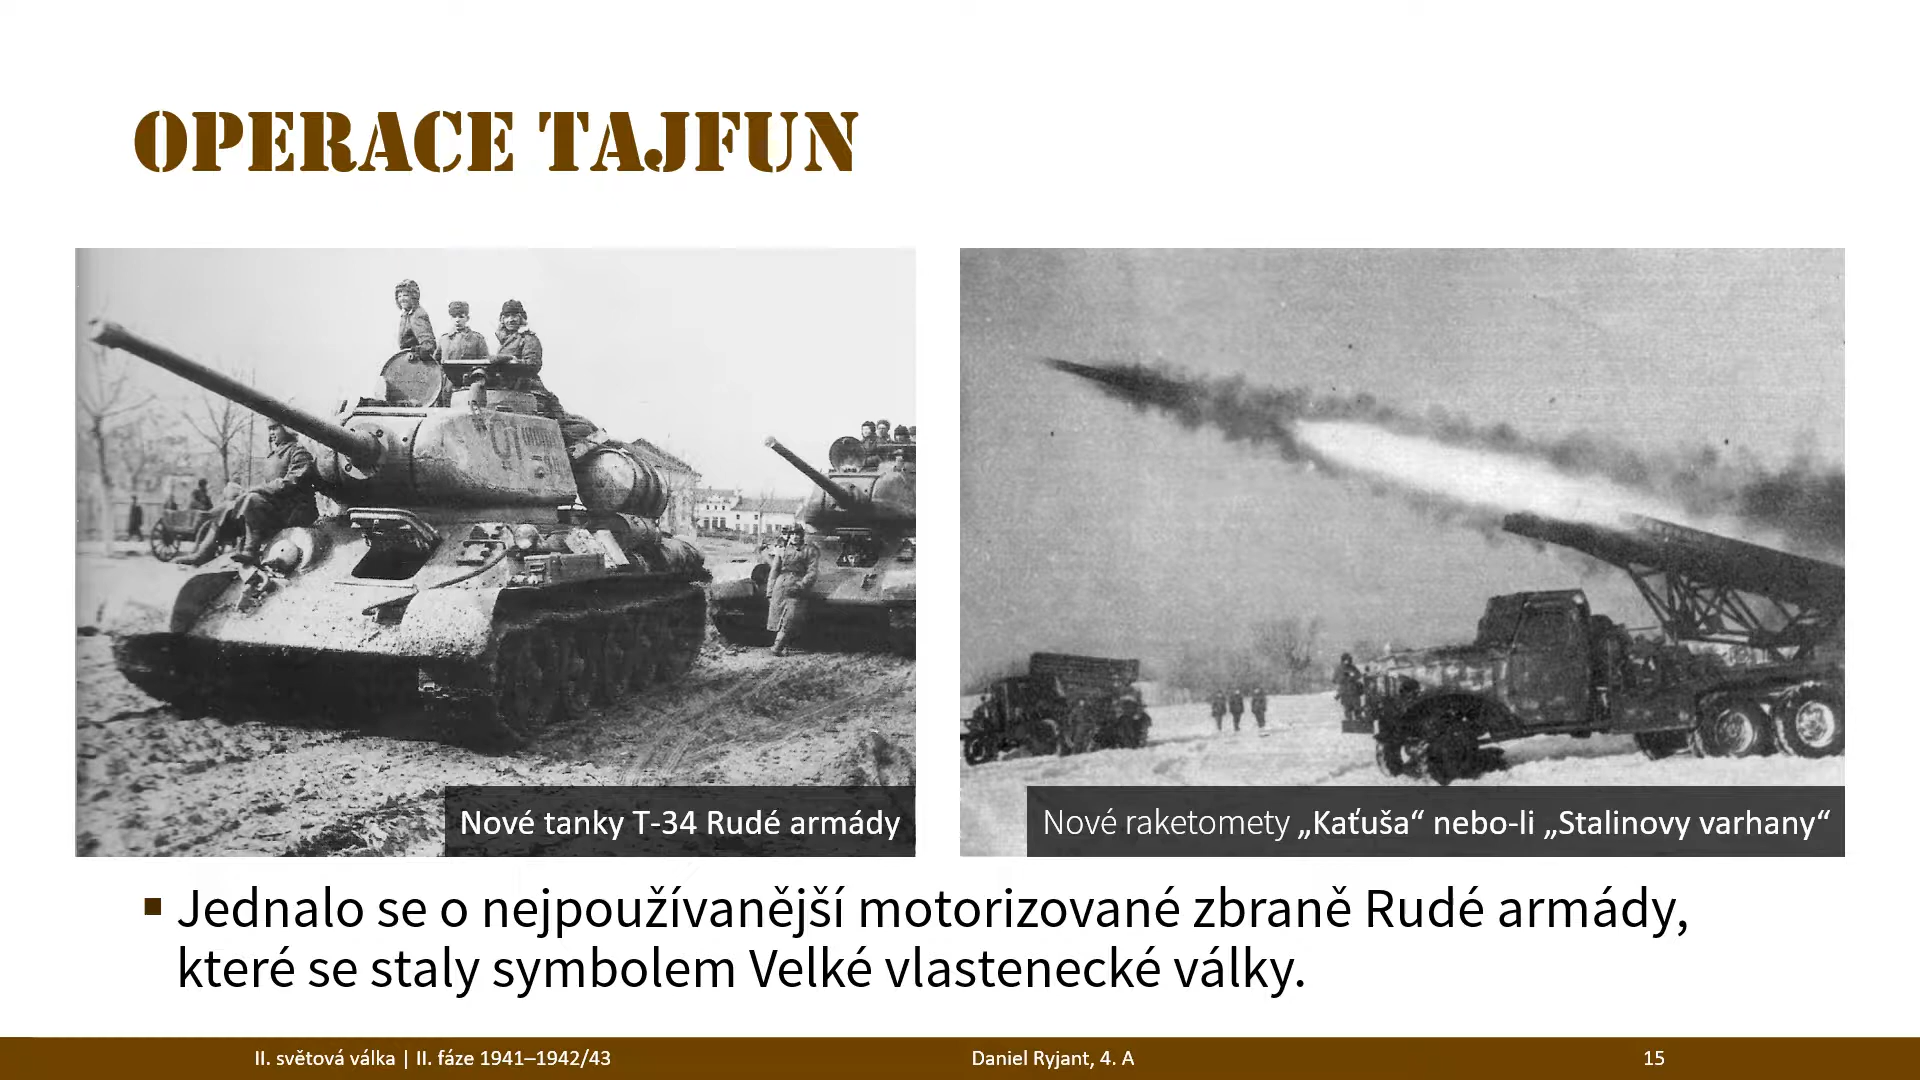 OPERACE TAJFUN
Nové tanky T-34 Rudé armády
Nové raketomety „Kaťuša“ nebo-li „Stalinovy varhany“
▪ Jednalo se o nejpoužívanější motorizované zbraně Rudé armády,
které se staly symbolem Velké vlastenecké války.
II. světová válka | II. fáze 1941–1942/43
Daniel Ryjant, 4. A
15